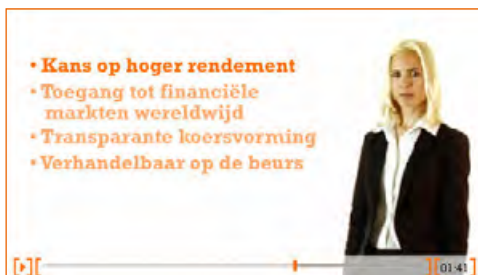 • Kans op hoger rendement
• Toegang tot financiële
markten wereldwijd
• Transparante koersvorming
• Verhandelbaar op de beurs
01:41